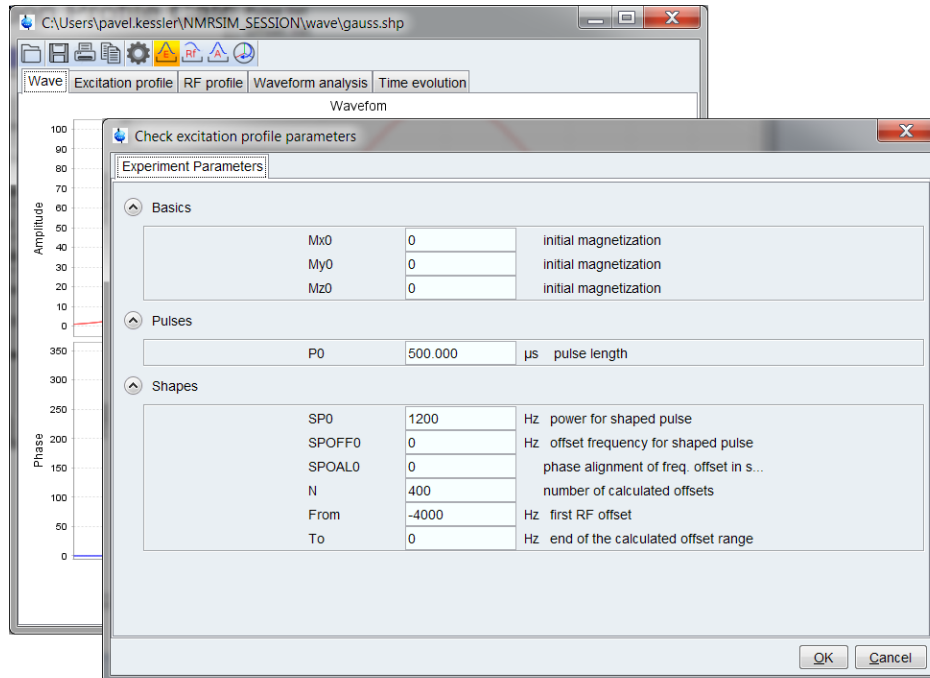 C:\Users\pavel.kessler\NMRSIM_SESSION\wave\gauss.shp
E Rf A
Wave Excitation profile RF profile Waveform analysis Time evolution
Wavefom
100
90
80
70
60
50
40
30
20
10
0
Amplitude
350
300
250
200
150
100
50
0
Phase
Check excitation profile parameters
Experiment Parameters
Basics
Mx0 0 initial magnetization
My0 0 initial magnetization
Mz0 0 initial magnetization
Pulses
P0 500.000 µs pulse length
Shapes
SP0 1200 Hz power for shaped pulse
SPOFF0 0 Hz offset frequency for shaped pulse
SPOAL0 0 phase alignment of freq. offset in s...
N 400 number of calculated offsets
From -4000 Hz first RF offset
To 0 Hz end of the calculated offset range
OK Cancel